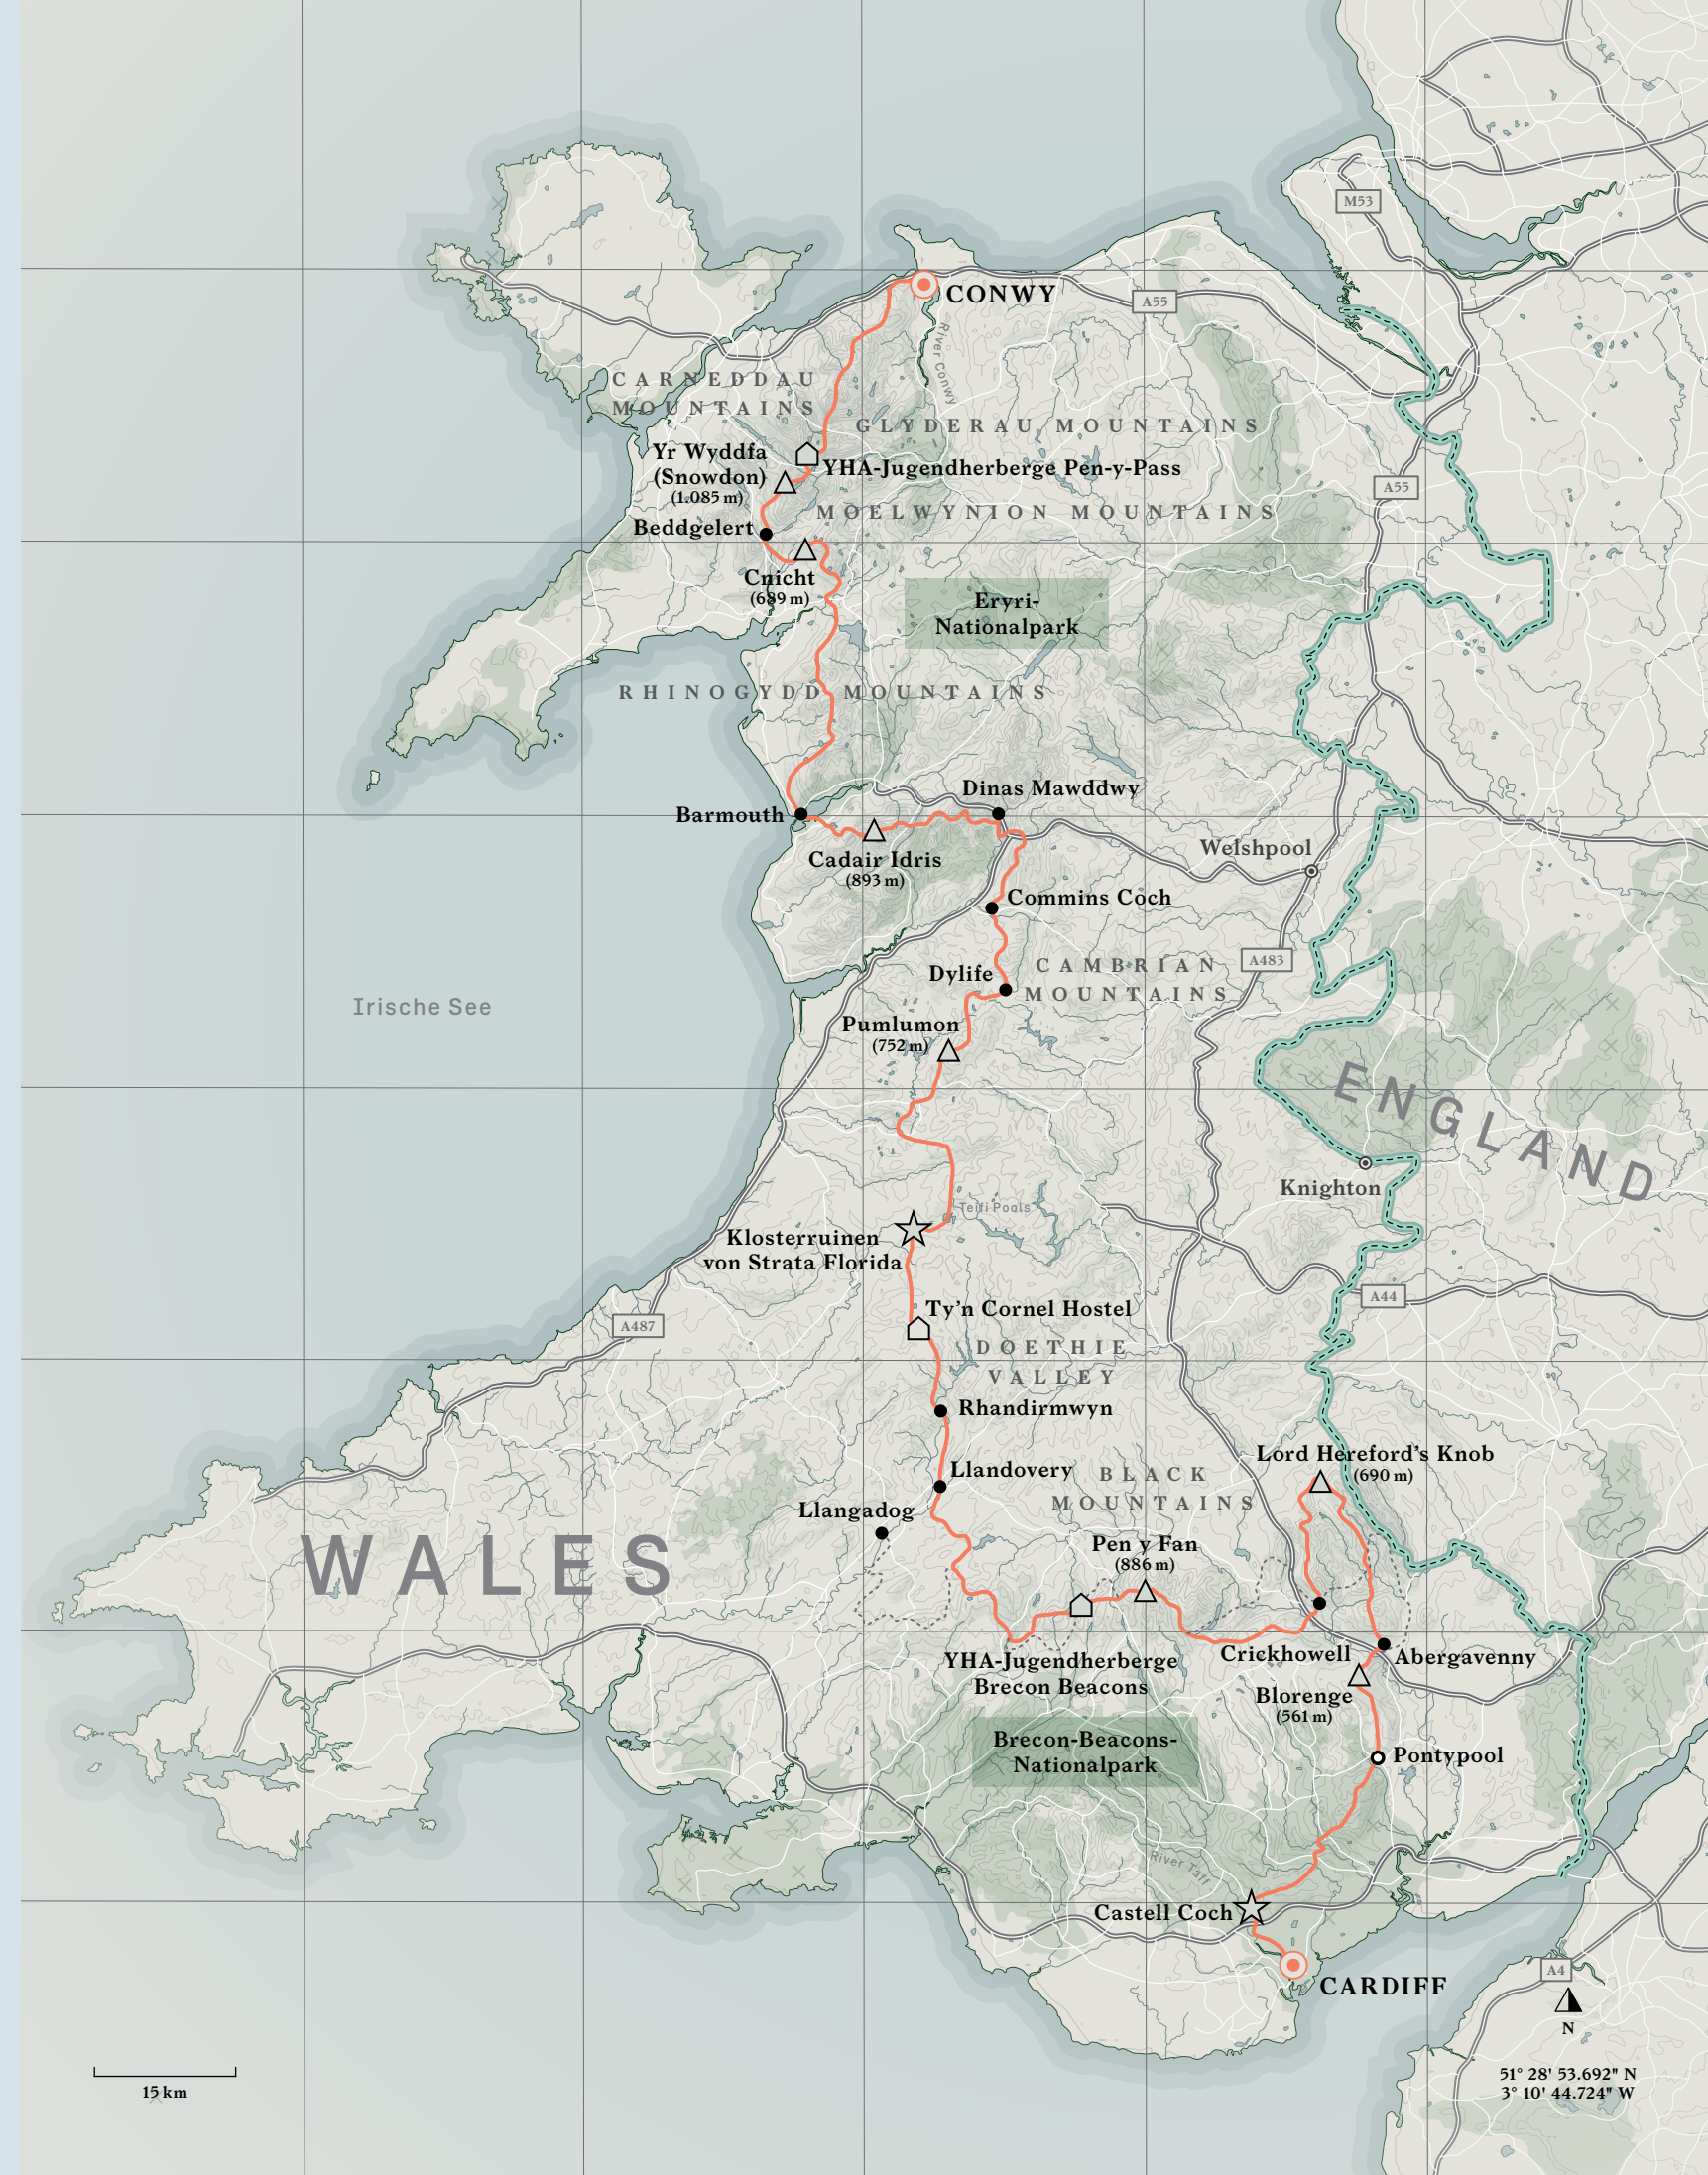 M53
CONWY
A55
River Conwy
CARNEDDAU
MOUNTAINS
GLYDERAU MOUNTAINS
Yr Wyddfa
(Snowdon)
(1.085 m)
YHA-Jugendherberge Pen-y-Pass
A55
MOELWYNION MOUNTAINS
Beddgelert
Cnicht
(689 m)
Eryri-
Nationalpark
RHINOGYDD MOUNTAINS
Dinas Mawddwy
Barmouth
Welshpool
Cadair Idris
(893 m)
Commins Coch
A483
Dylife
CAMBRIAN
MOUNTAINS
Irische See
Pumlumon
(752 m)
ENGLAND
Knighton
Teifi Pools
Klosterruinen
von Strata Florida
A44
Ty'n Cornel Hostel
A487
DOETHIE
VALLEY
Rhandirmwyn
Lord Hereford's Knob
(690 m)
Llandovery
BLACK
MOUNTAINS
Llangadog
WALES
Pen y Fan
(886 m)
Crickhowell
Abergavenny
YHA-Jugendherberge
Brecon Beacons
Blorenge
(561 m)
Brecon-Beacons-
Nationalpark
Pontypool
River Taff
Castell Coch
CARDIFF
A4
N
15 km
51° 28' 53.692" N
3° 10' 44.724" W